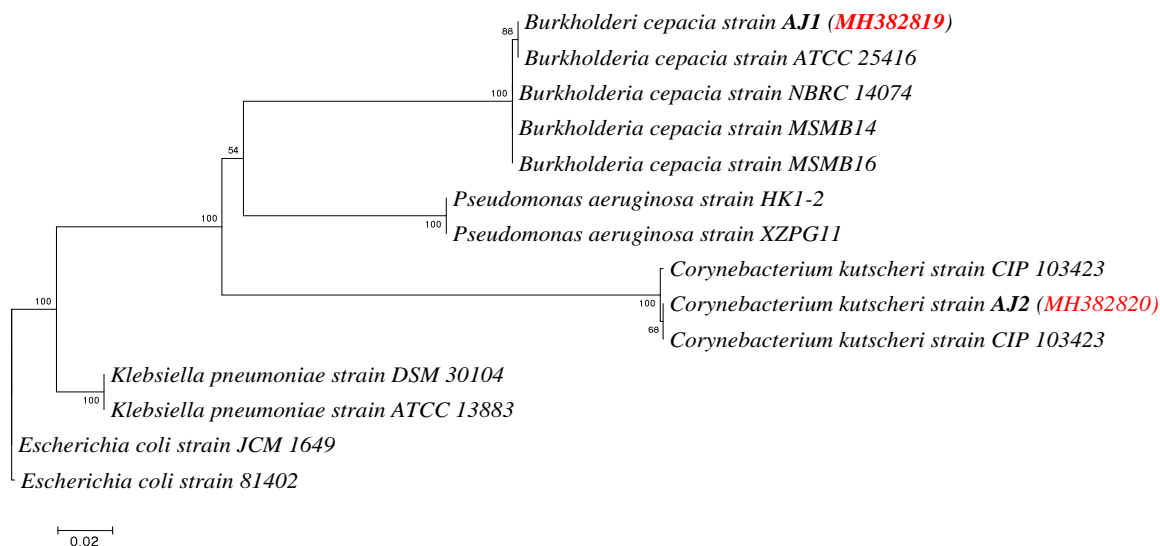 88
Burkholderi cepacia strain AJ1 (MH382819)
Burkholderia cepacia strain ATCC 25416
100
Burkholderia cepacia strain NBRC 14074
Burkholderia cepacia strain MSMB14
54
Burkholderia cepacia strain MSMB16
Pseudomonas aeruginosa strain HK1-2
100
100
Pseudomonas aeruginosa strain XZPG11
Corynebacterium kutscheri strain CIP 103423
100
100
Corynebacterium kutscheri strain AJ2 (MH382820)
68
Corynebacterium kutscheri strain CIP 103423
Klebsiella pneumoniae strain DSM 30104
100
Klebsiella pneumoniae strain ATCC 13883
Escherichia coli strain JCM 1649
Escherichia coli strain 81402
0.02